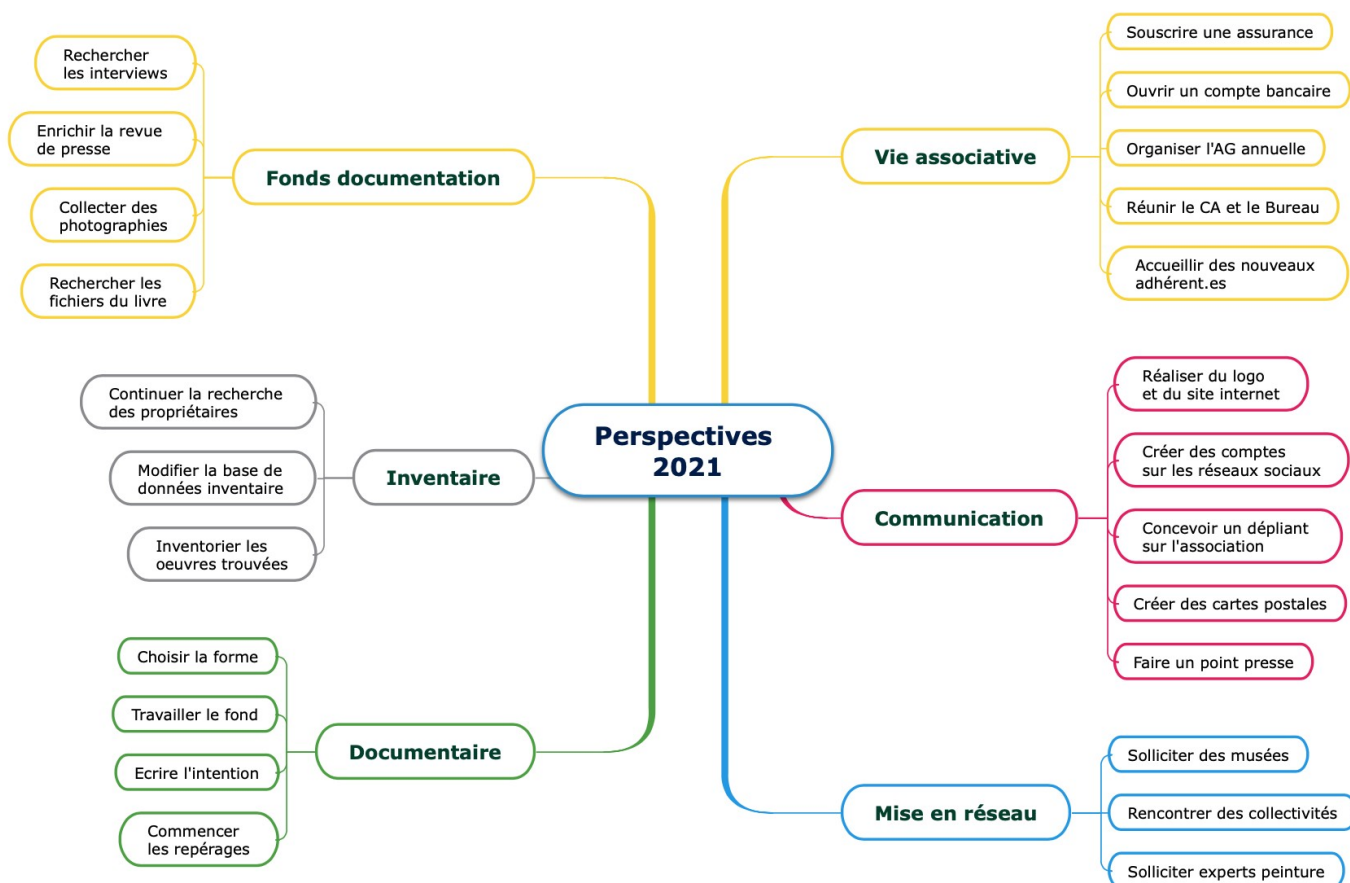 Perspectives
2021
Fonds documentation
Rechercher
les interviews
Enrichir la revue
de presse
Collecter des
photographies
Rechercher les
fichiers du livre
Inventaire
Continuer la recherche
des propriétaires
Modifier la base de
données inventaire
Inventorier les
oeuvres trouvées
Documentaire
Choisir la forme
Travailler le fond
Ecrire l'intention
Commencer
les repérages
Vie associative
Souscrire une assurance
Ouvrir un compte bancaire
Organiser l'AG annuelle
Réunir le CA et le Bureau
Accueillir des nouveaux
adhérent.es
Communication
Réaliser du logo
et du site internet
Créer des comptes
sur les réseaux sociaux
Concevoir un dépliant
sur l'association
Créer des cartes postales
Faire un point presse
Mise en réseau
Solliciter des musées
Rencontrer des collectivités
Solliciter experts peinture